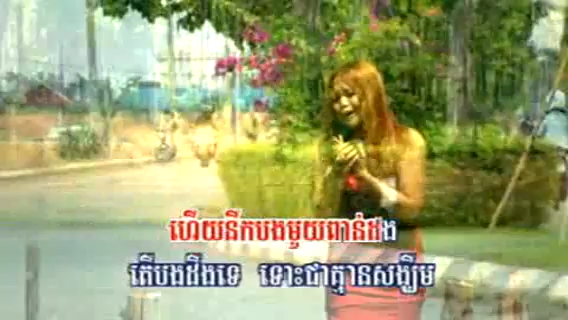 ហើយនឹកបងមួយពាន់ដង
តើបងដឹងទេ ទោះជាគ្មានសង្ឃឹម